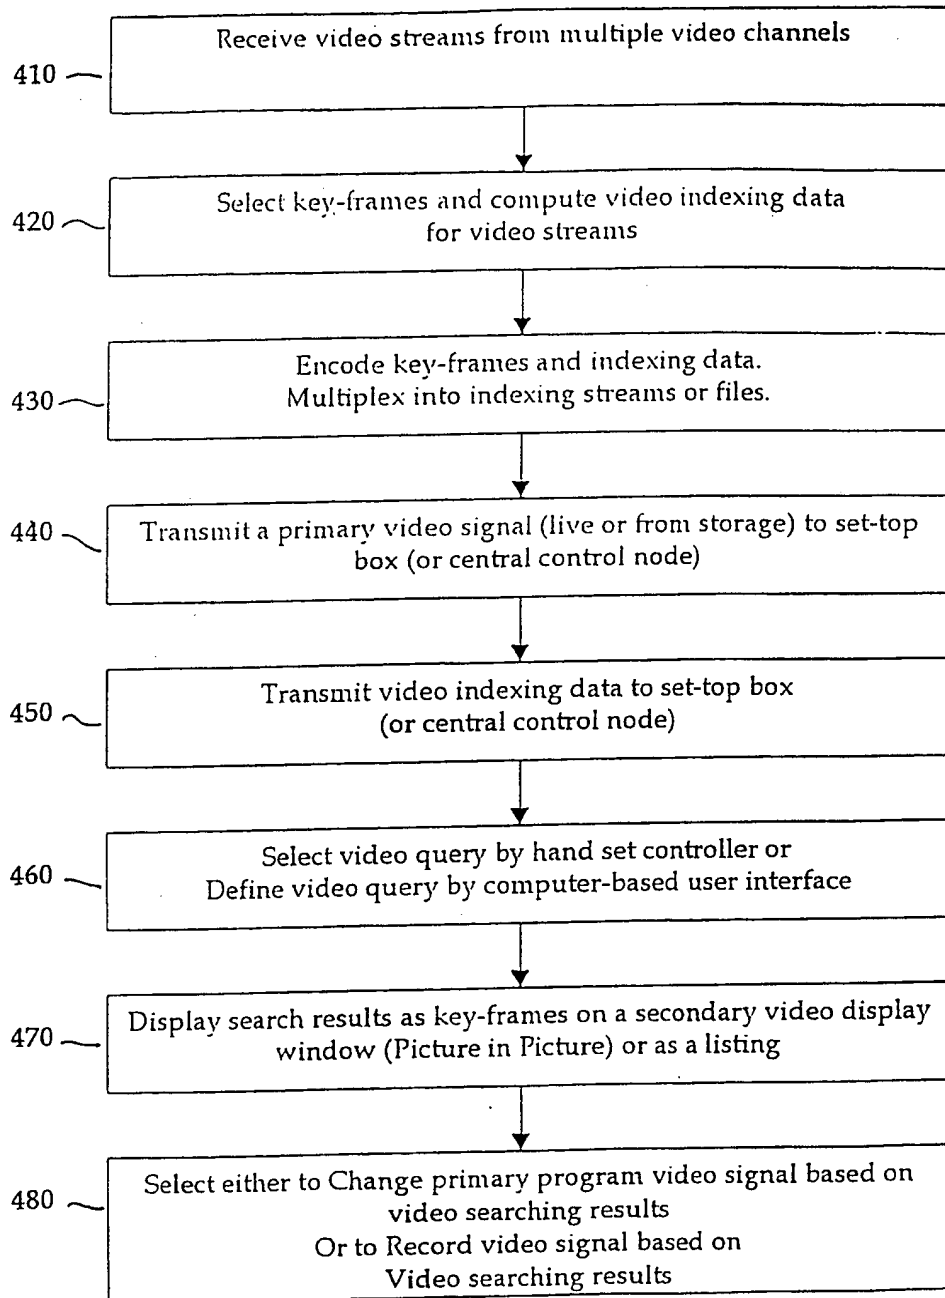 Receive video streams from multiple video channels
410
Select key-frames and compute video indexing data
for video streams
420
Encode key-frames and indexing data.
Multiplex into indexing streams or files.
430
Transmit a primary video signal (live or from storage) to set-top
box (or central control node)
440
Transmit video indexing data to set-top box
(or central control node)
450
Select video query by hand set controller or
Define video query by computer-based user interface
460
Display search results as key-frames on a secondary video display
window (Picture in Picture) or as a listing
470
Select either to Change primary program video signal based on
video searching results
Or to Record video signal based on
Video searching results
480